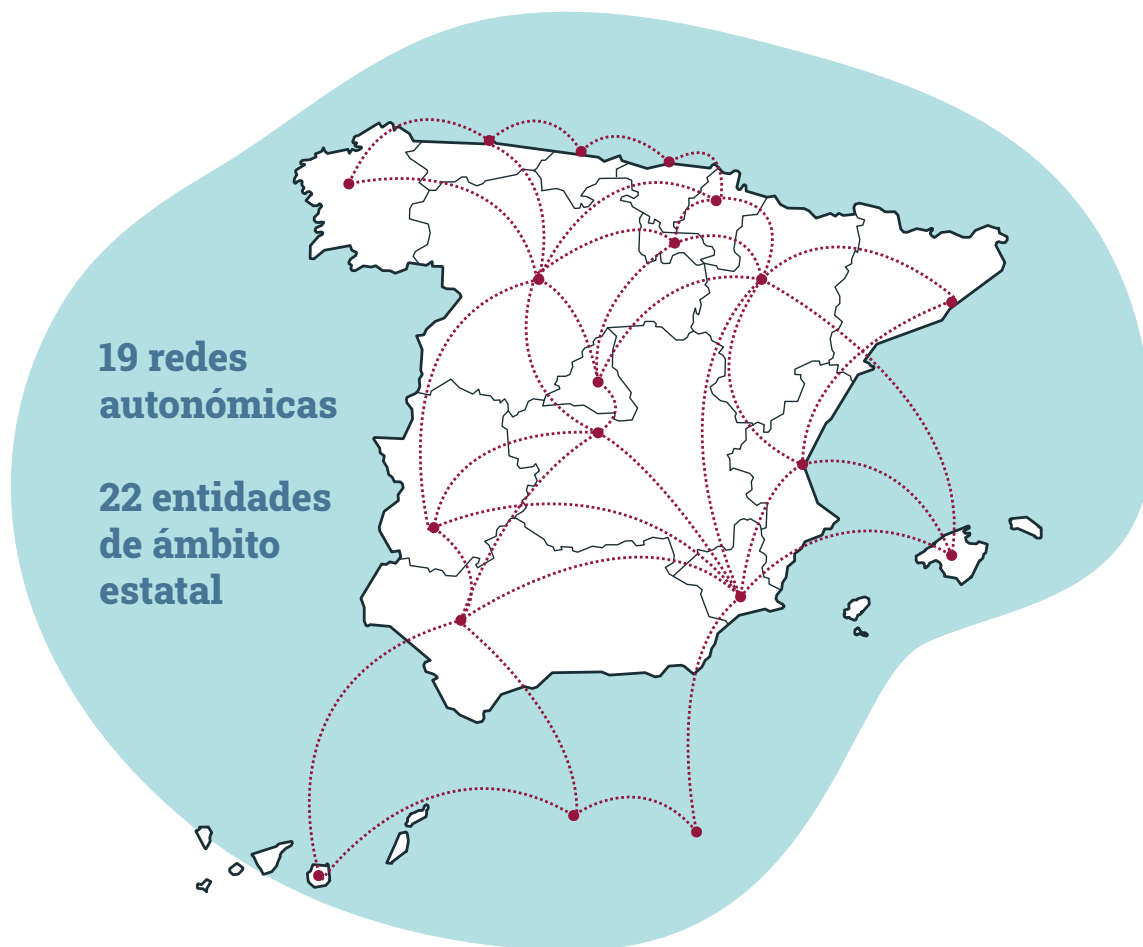 19 redes
autonómicas
22 entidades
de ámbito
estatal